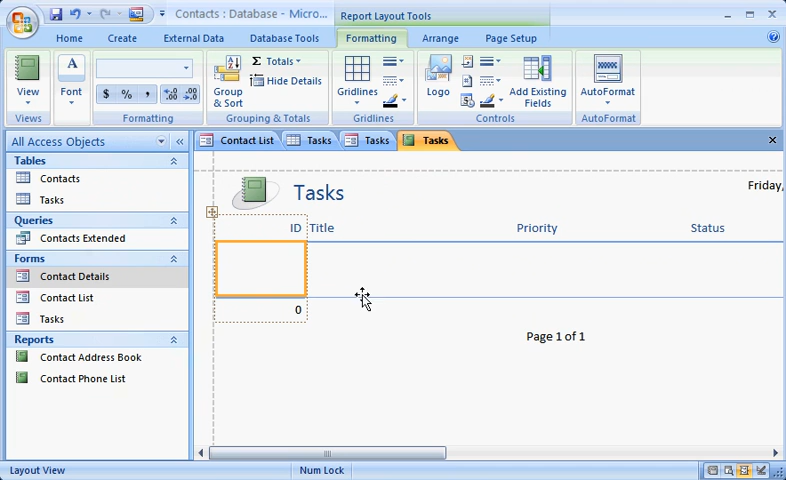 Contacts : Database - Micro...
Report Layout Tools
Home
Create
External Data
Database Tools
Formatting
Arrange
Page Setup
View
Views
Font
$ % ,
Formatting
Group & Sort
Σ Totals
Hide Details
Grouping & Totals
Gridlines
Gridlines
Logo
Add Existing Fields
Controls
AutoFormat
AutoFormat
All Access Objects
Contact List
Tasks
Tasks
Tasks
Tables
Contacts
Tasks
Queries
Contacts Extended
Forms
Contact Details
Contact List
Tasks
Reports
Contact Address Book
Contact Phone List
Tasks
Friday,
ID Title Priority Status
0
Page 1 of 1
Layout View
Num Lock